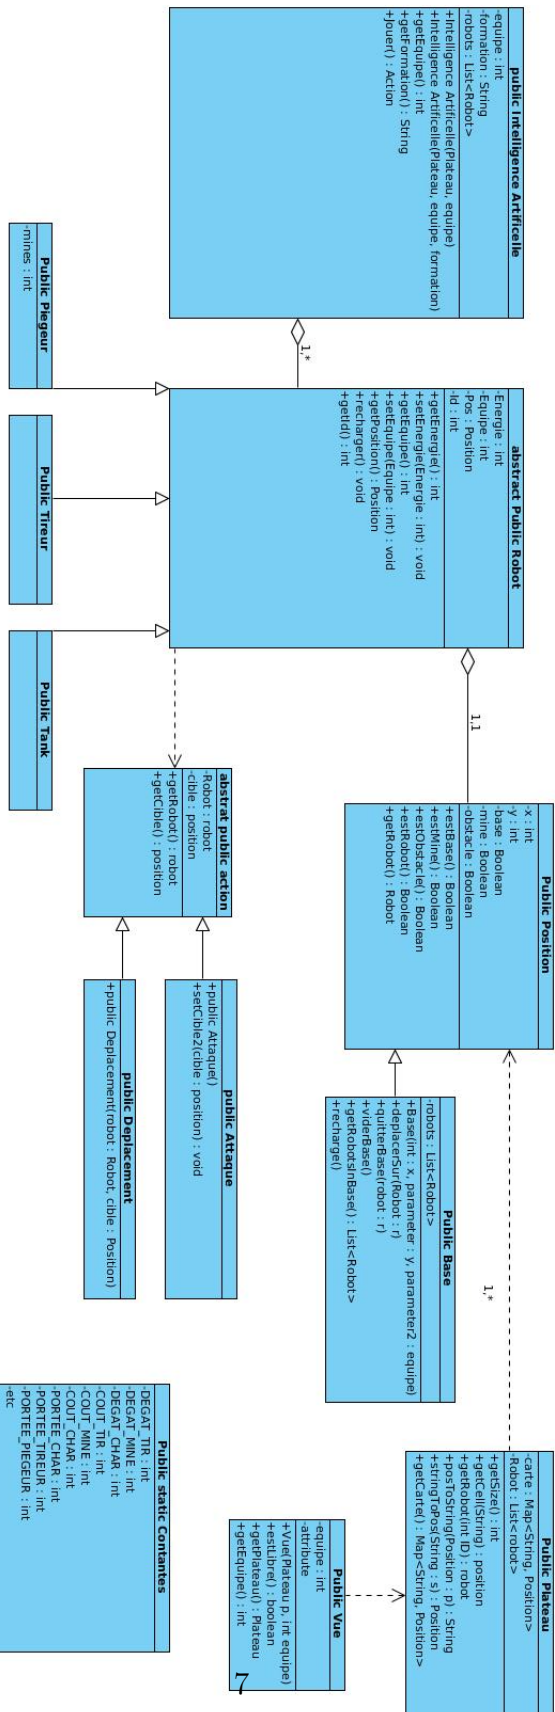 public Intelligence Artificelle
-equipe : int
-formation : String
-robots : List<Robot>
+Intelligence Artificelle(Plateau, equipe)
+Intelligence Artificelle(Plateau, equipe, formation)
+getEquipe() : int
+getFormation() : String
+Jouer() : Action
1,*
abstract Public Robot
-Energie : int
-Equipe : int
-Pos : Position
-Id : int
+getEnergie() : int
+setEnergie(Energie : int) : void
+getEquipe() : int
+setEquipe(Equipe : int) : void
+getPosition() : Position
+recharger() : void
+getId() : int
1,1
Public Position
-x : int
-y : int
-base : Boolean
-mine : Boolean
-obstacle : Boolean
+estBase() : Boolean
+estMine() : Boolean
+estObstacle() : Boolean
+estRobot() : Boolean
+getRobot() : Robot
1,*
Public Plateau
-carte : Map<String, Position>
-Robot : List<robot>
+getSize() : int
+getCell(String) : position
+getRobot(int ID) : robot
+posToString(Position : p) : String
+stringToPos(String : s) : Position
+getCarte() : Map<String, Position>
Public Base
-robots : List<Robot>
+Base(int : x, parameter : y, parameter2 : equipe)
+deplacerSur(Robot : r)
+quitterBase(robot : r)
+viderBase()
+getRobotsInBase() : List<Robot>
+recharge()
Public Vue
-equipe : int
-attribute
+Vue(Plateau p, int equipe)
+estLibre() : boolean
+getPlateau() : Plateau
+getEquipe() : int
7
Public Piegeur
-mines : int
Public Tireur
Public Tank
abstrat public action
-Robot : robot
-cible : position
+getRobot() : robot
+getCible() : position
public Attaque
+public Attaque()
+setCible2(cible : position) : void
public Deplacement
+public Deplacement(robot : Robot, cible : Position)
Public static Contantes
-DEGAT_TIR : int
-DEGAT_MINE : int
-DEGAT_CHAR : int
-COUT_TIR : int
-COUT_MINE : int
-COUT_CHAR : int
-PORTEE_CHAR : int
-PORTEE_TIREUR : int
-PORTEE_PIEGEUR : int
-etc